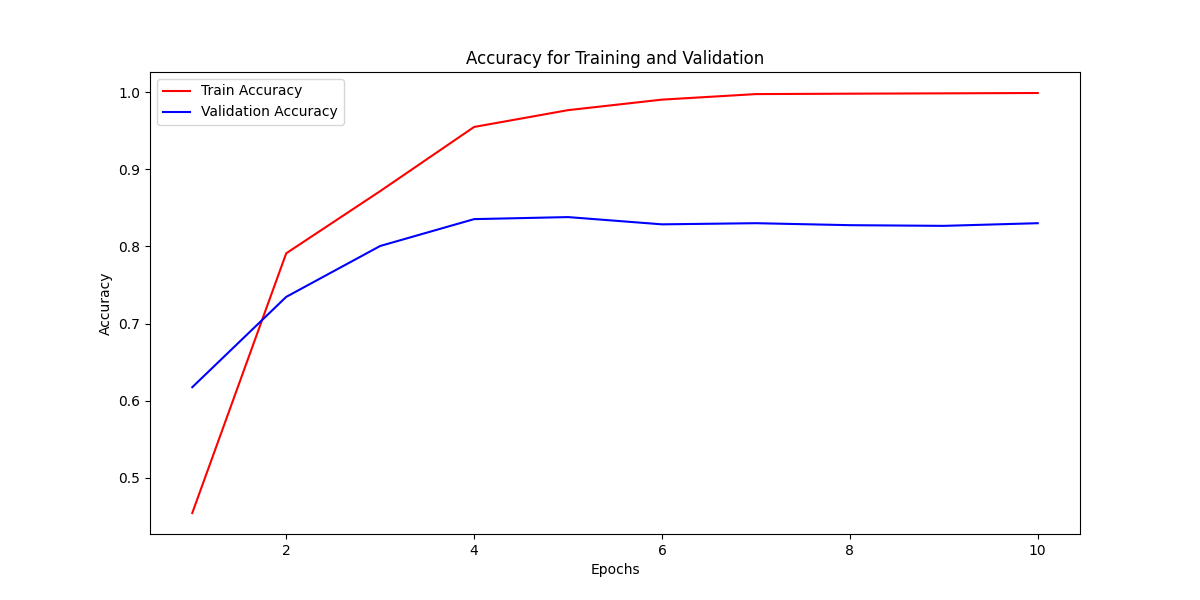 Accuracy for Training and Validation
Train Accuracy
Validation Accuracy
1.0
0.9
0.8
0.7
0.6
0.5
Accuracy
2 4 6 8 10
Epochs